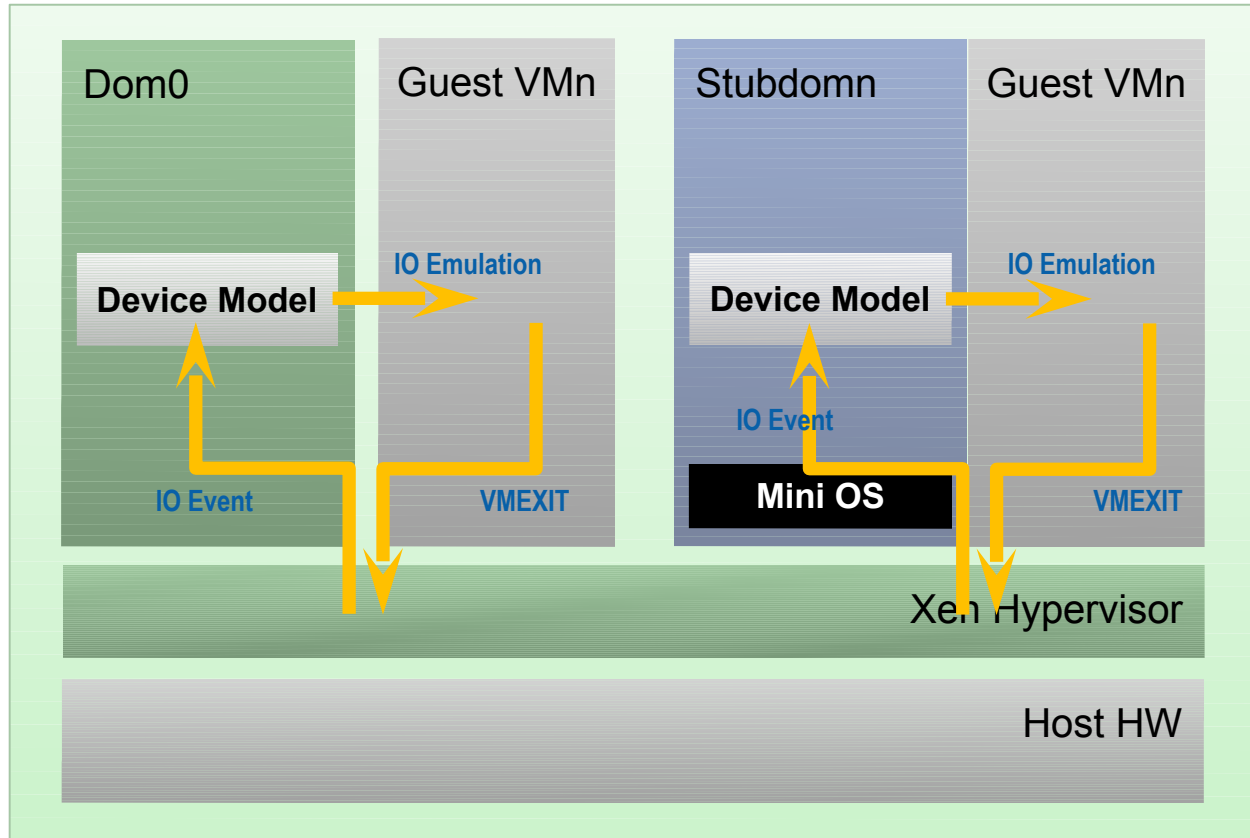 Dom0
Guest VMn
IO Emulation
Device Model
IO Event
VMEXIT
Stubdomn
Guest VMn
IO Emulation
Device Model
IO Event
Mini OS
VMEXIT
Xen Hypervisor
Host HW